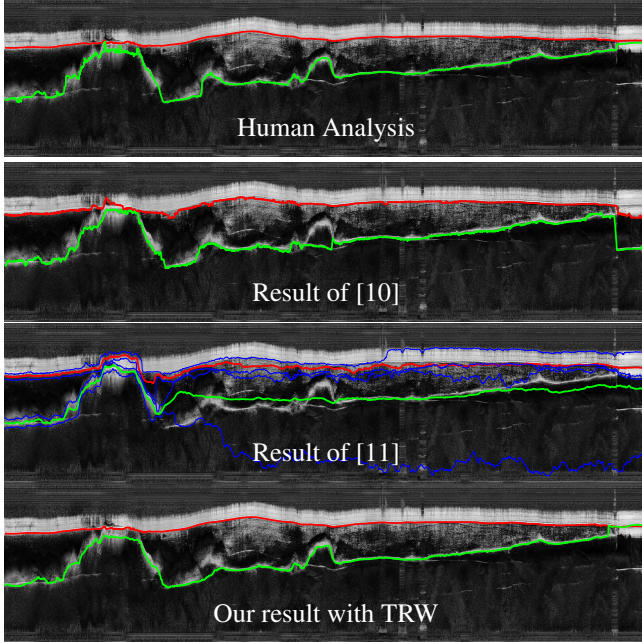 Human Analysis
Result of [10]
Result of [11]
Our result with TRW